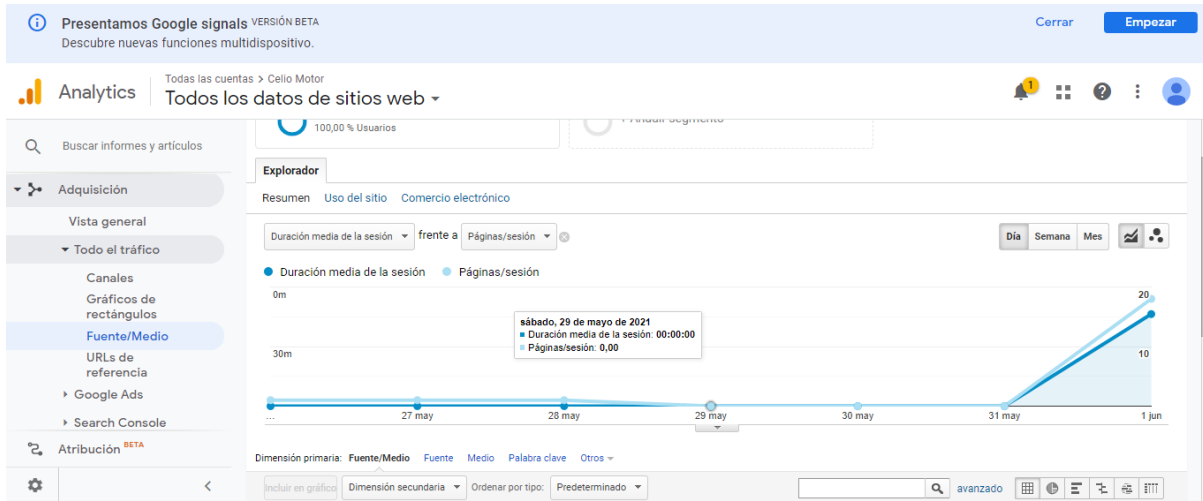 Presentamos Google signals VERSIÓN BETA
Descubre nuevas funciones multidispositivo.
Cerrar
Empezar
Analytics
Todas las cuentas > Celio Motor
Todos los datos de sitios web
1
100,00 % Usuarios
+ Añadir segmento
Buscar informes y artículos
Adquisición
Vista general
Todo el tráfico
Canales
Gráficos de
rectángulos
Fuente/Medio
URLs de
referencia
Google Ads
Search Console
Atribución BETA
Explorador
Resumen Uso del sitio Comercio electrónico
Duración media de la sesión frente a Páginas/sesión
Día Semana Mes
Duración media de la sesión Páginas/sesión
0m
20
30m
10
sábado, 29 de mayo de 2021
Duración media de la sesión: 00:00:00
Páginas/sesión: 0,00
... 27 may 28 may 29 may 30 may 31 may 1 jun
Dimensión primaria: Fuente/Medio Fuente Medio Palabra clave Otros
Incluir en gráfico Dimensión secundaria Ordenar por tipo: Predeterminado
avanzado